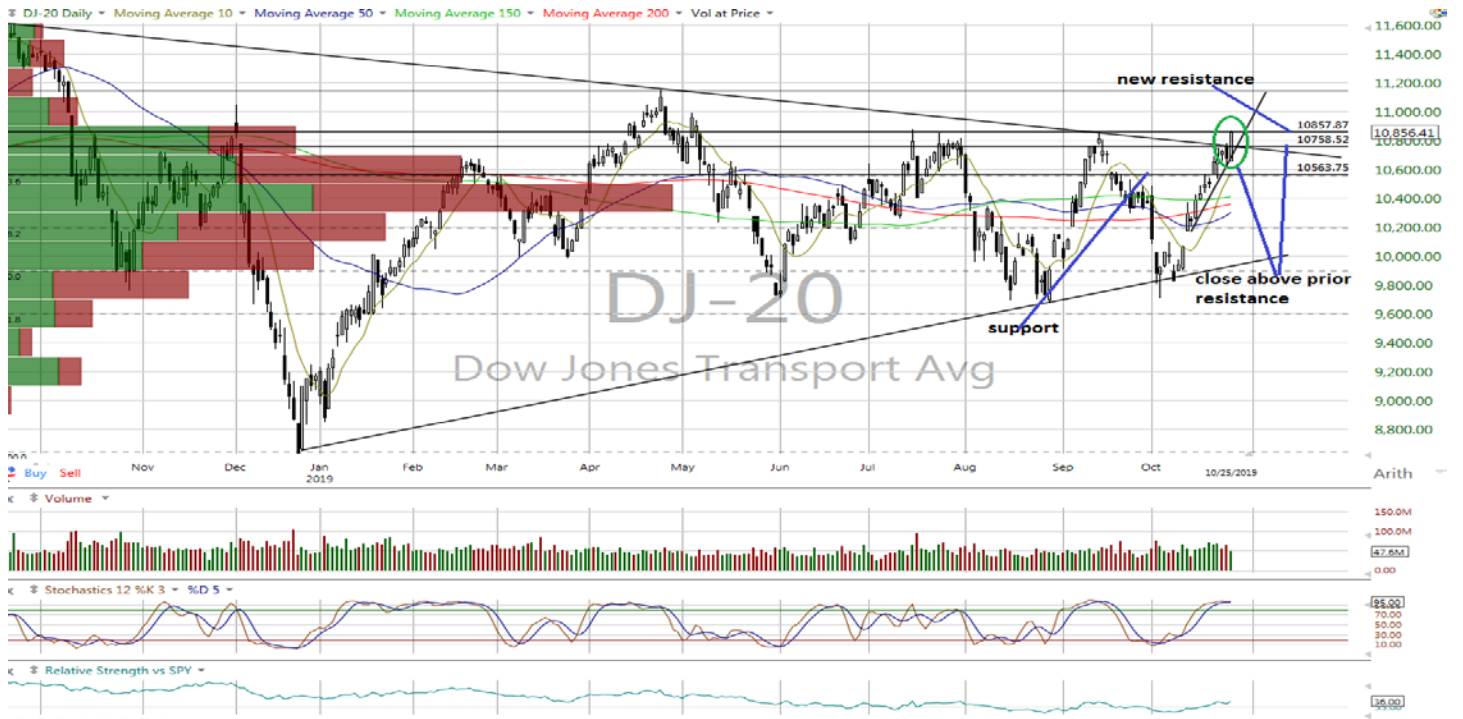 DJ-20 Daily Moving Average 10 Moving Average 50 Moving Average 150 Moving Average 200 Vol at Price
11,600.00
11,400.00
11,200.00
11,000.00
10,800.00
10,600.00
10,400.00
10,200.00
10,000.00
9,800.00
9,600.00
9,400.00
9,200.00
9,000.00
8,800.00
new resistance
10857.87
10,856.41
10758.52
10563.75
DJ-20
Dow Jones Transport Avg
close above prior
resistance
support
Nov Dec Jan Feb Mar Apr May Jun Jul Aug Sep Oct 10/25/2019
2019
Arith
Buy Sell
Volume
150.0M
100.0M
47.6M
0.00
Stochastics 12 %K 3 %D 5
95.00
70.00
50.00
30.00
10.00
Relative Strength vs SPY
36.00